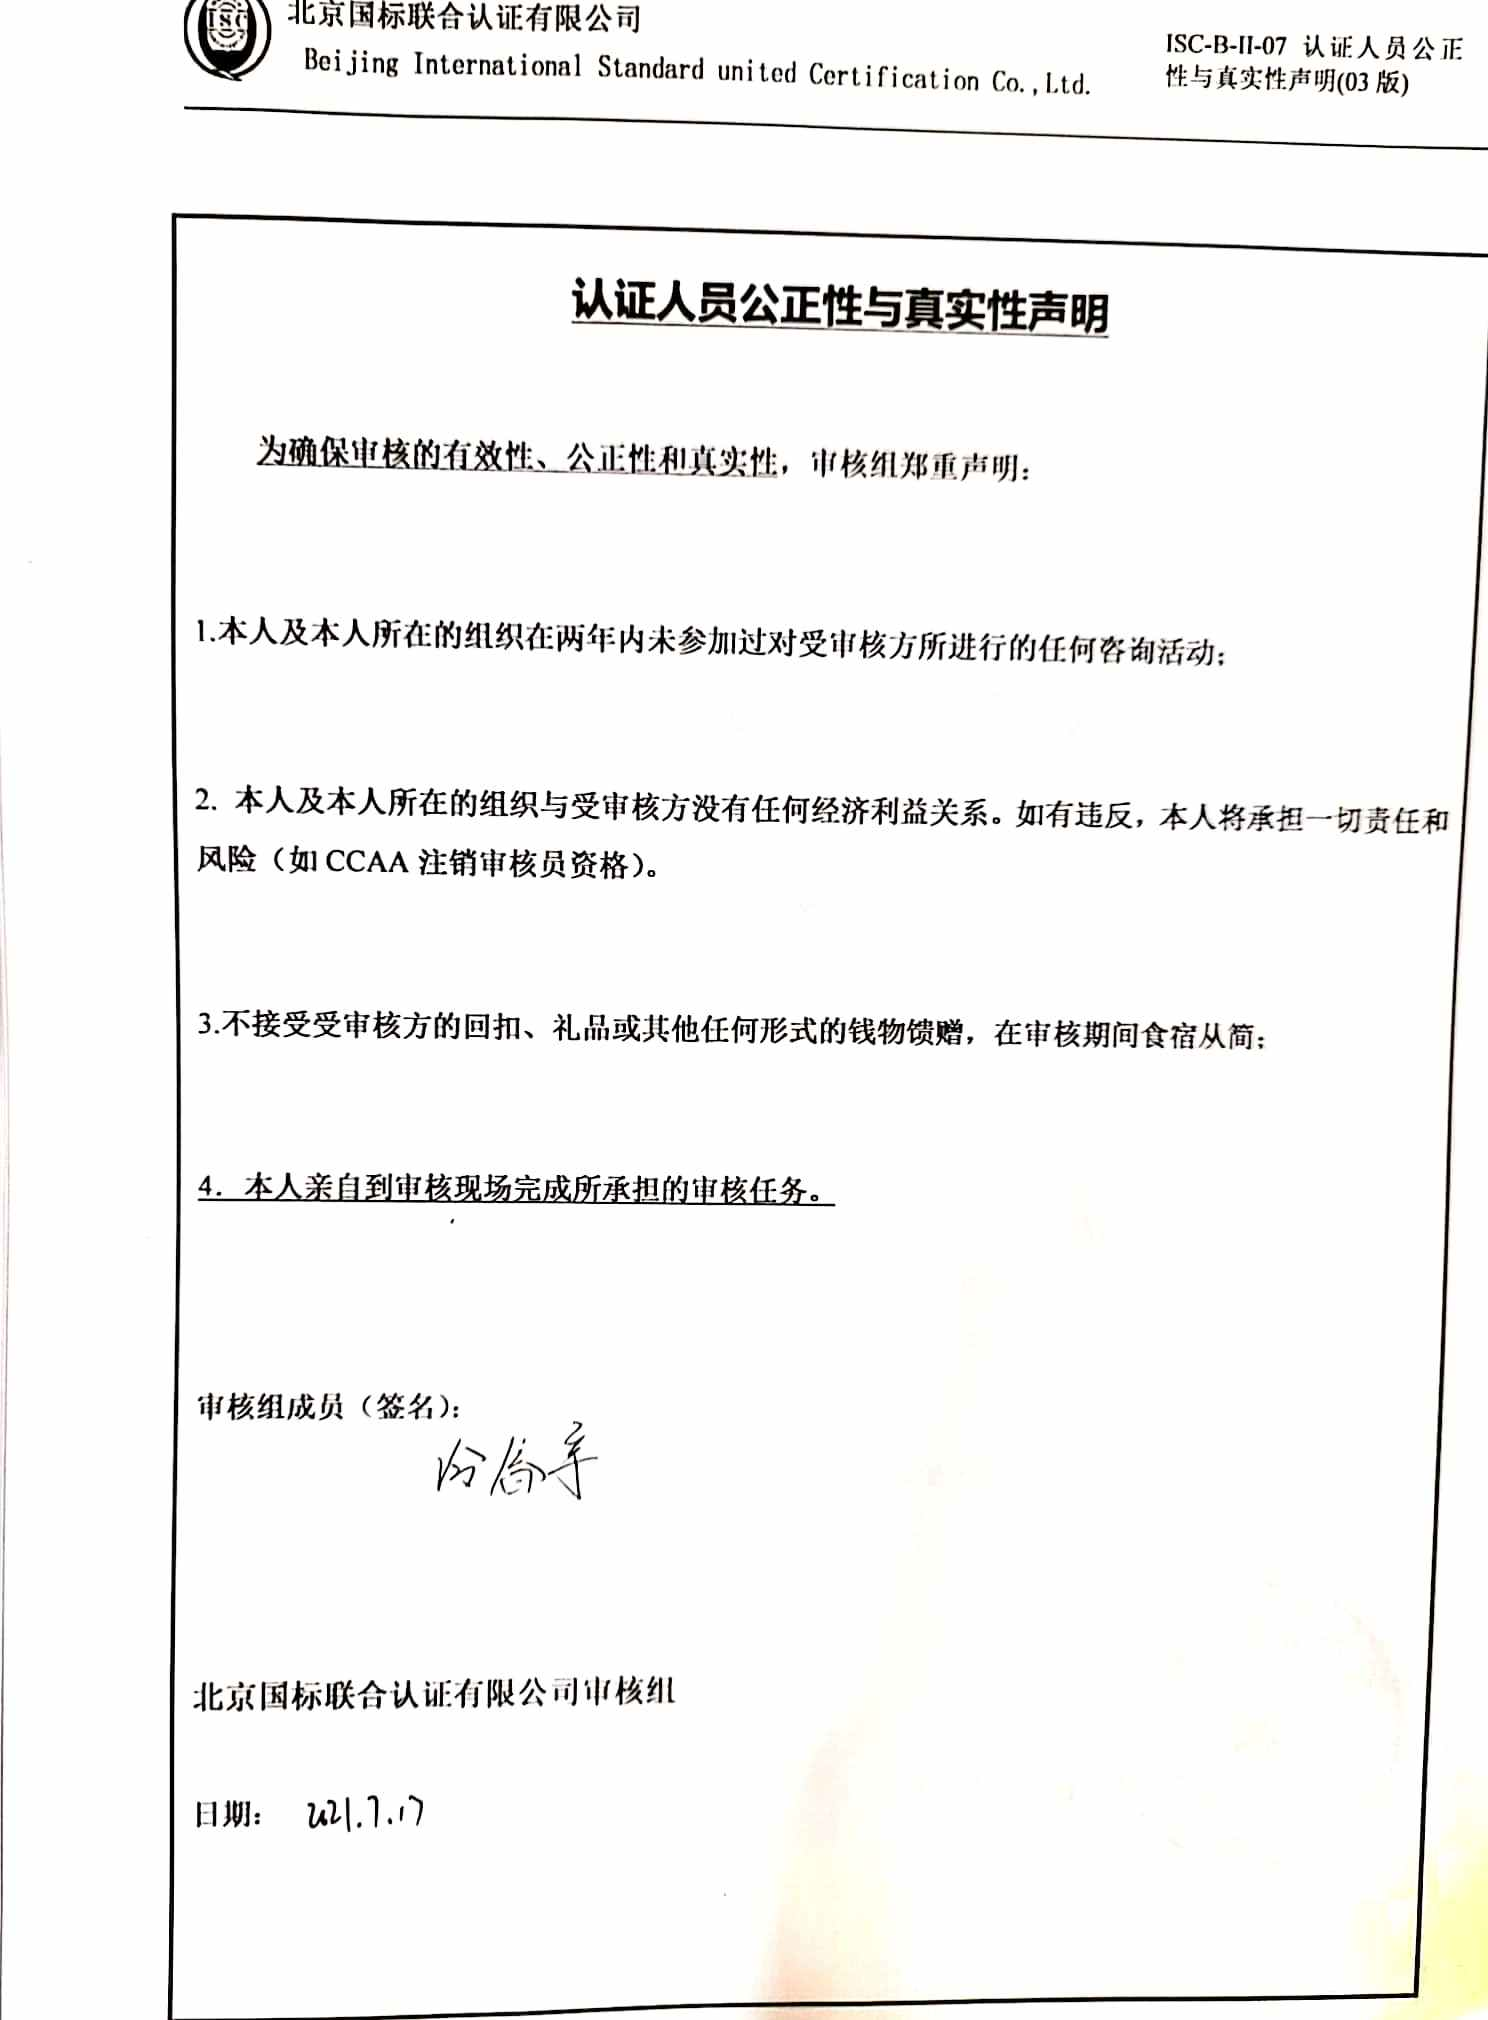 ISC
北京国标联合认证有限公司
Beijing International Standard united Certification Co.,Ltd.
ISC-B-II-07 认证人员公正
性与真实性声明(03 版)
认证人员公正性与真实性声明
为确保审核的有效性、公正性和真实性，审核组郑重声明：
1.本人及本人所在的组织在两年内未参加过对受审核方所进行的任何咨询活动；
2. 本人及本人所在的组织与受审核方没有任何经济利益关系。如有违反，本人将承担一切责任和
风险（如 CCAA 注销审核员资格）。
3.不接受受审核方的回扣、礼品或其他任何形式的钱物馈赠，在审核期间食宿从简；
4. 本人亲自到审核现场完成所承担的审核任务。
审核组成员（签名）：
北京国标联合认证有限公司审核组
日期： 2021.7.17